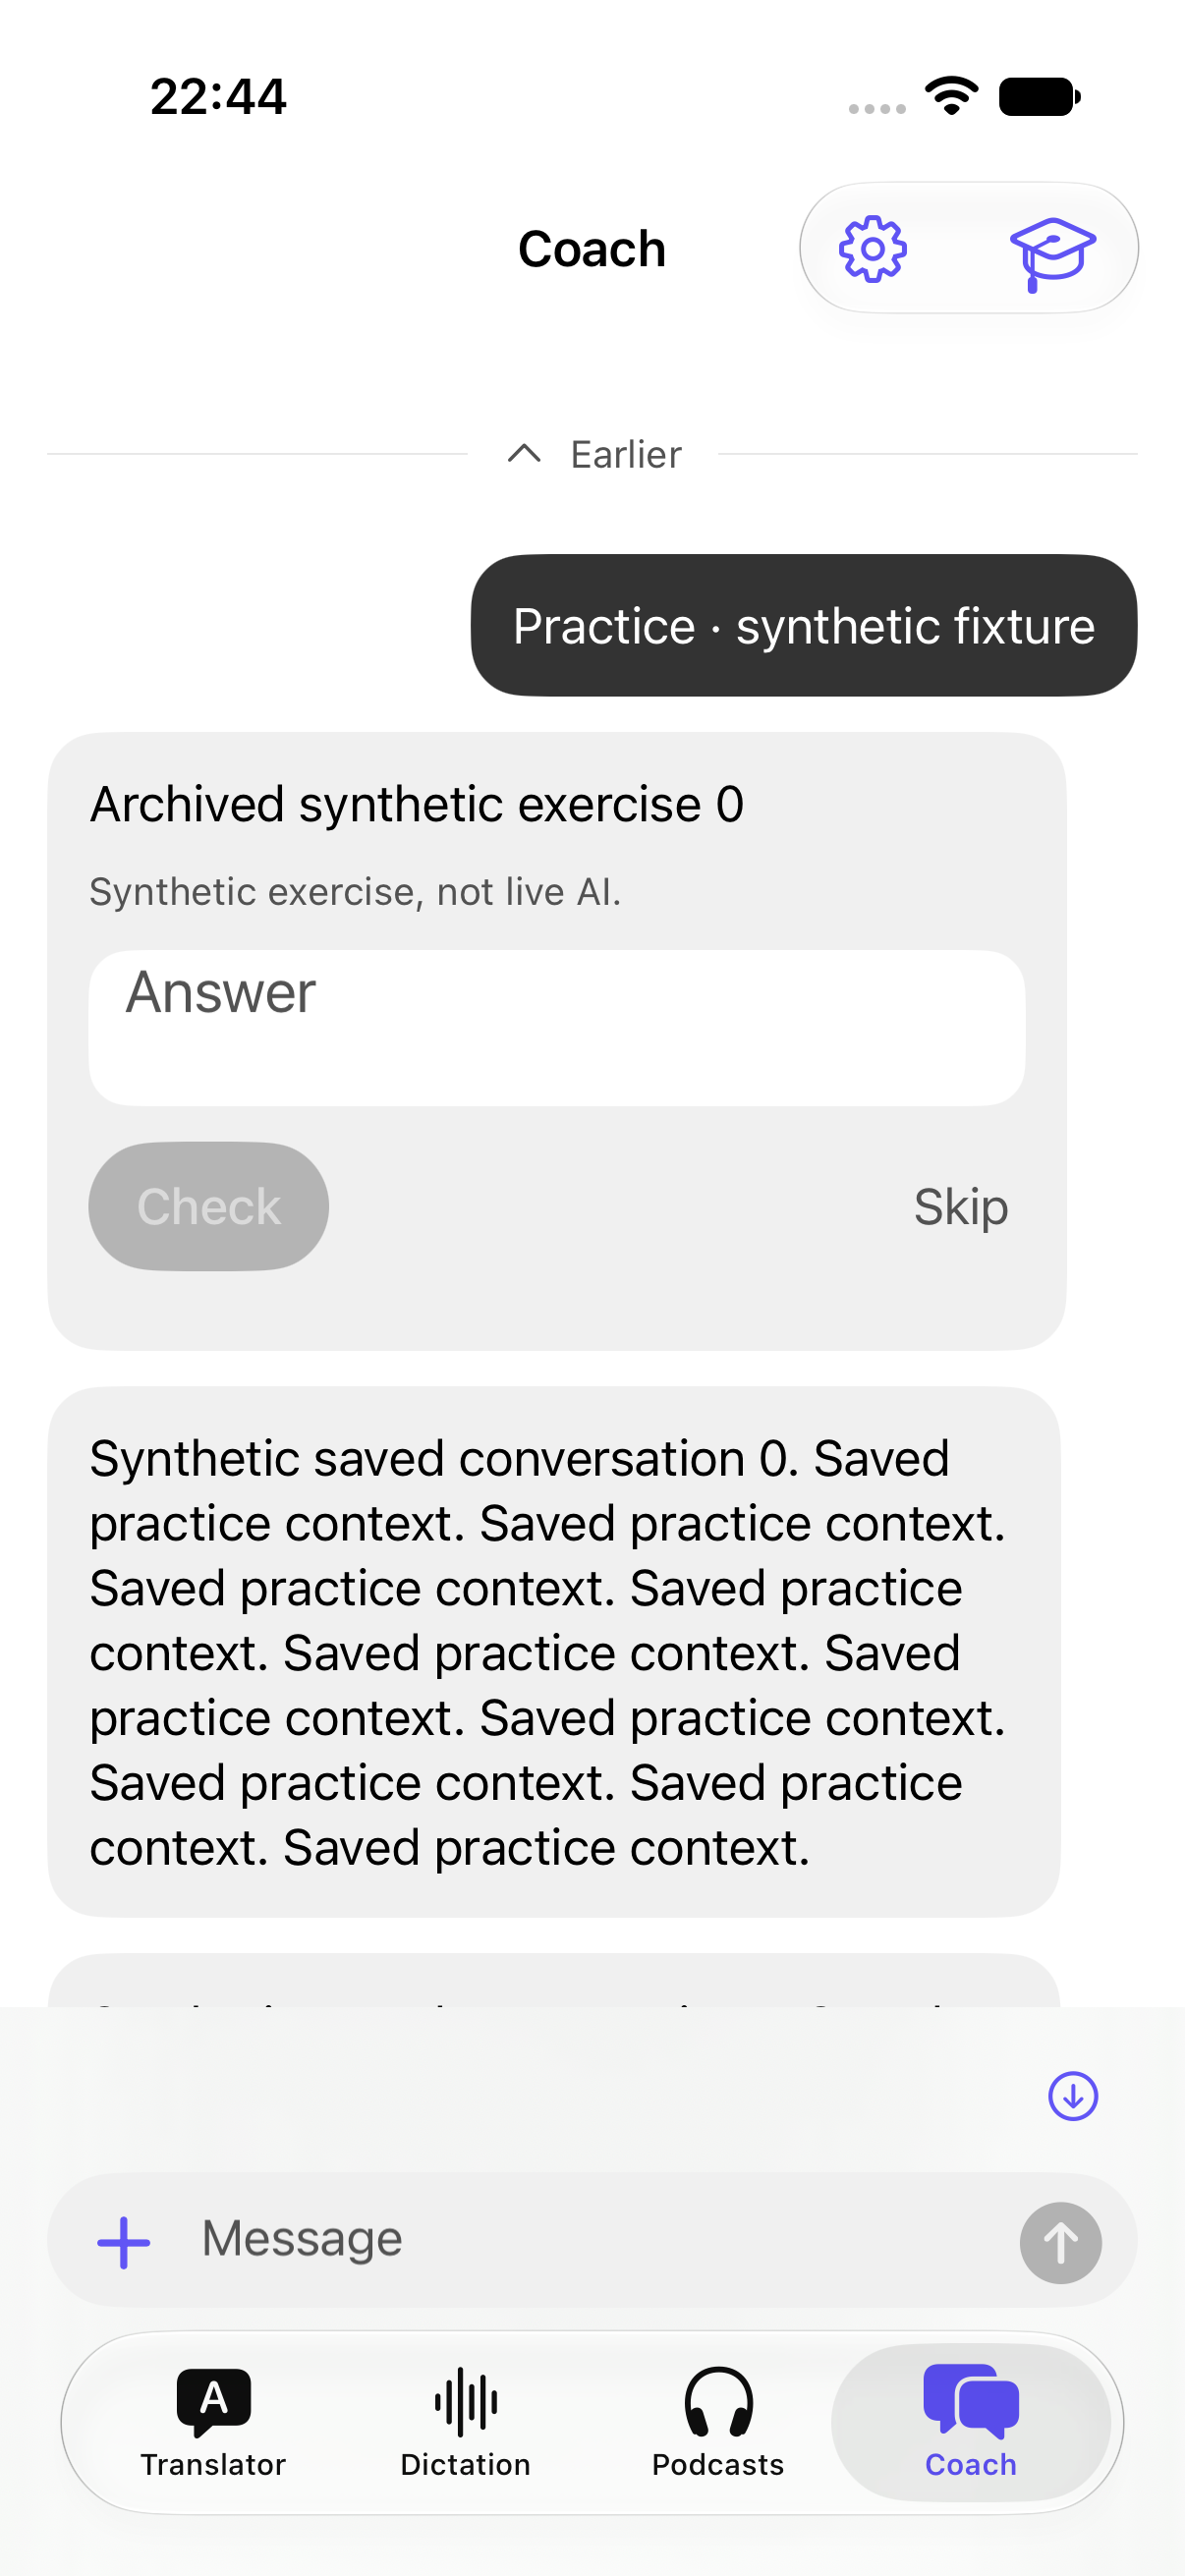 22:44
Coach
Earlier
Practice · synthetic fixture
Archived synthetic exercise 0
Synthetic exercise, not live AI.
Answer
Check
Skip
Synthetic saved conversation 0. Saved
practice context. Saved practice context.
Saved practice context. Saved practice
context. Saved practice context. Saved
practice context. Saved practice context.
Saved practice context. Saved practice
context. Saved practice context.
Message
A
Translator
Dictation
Podcasts
Coach